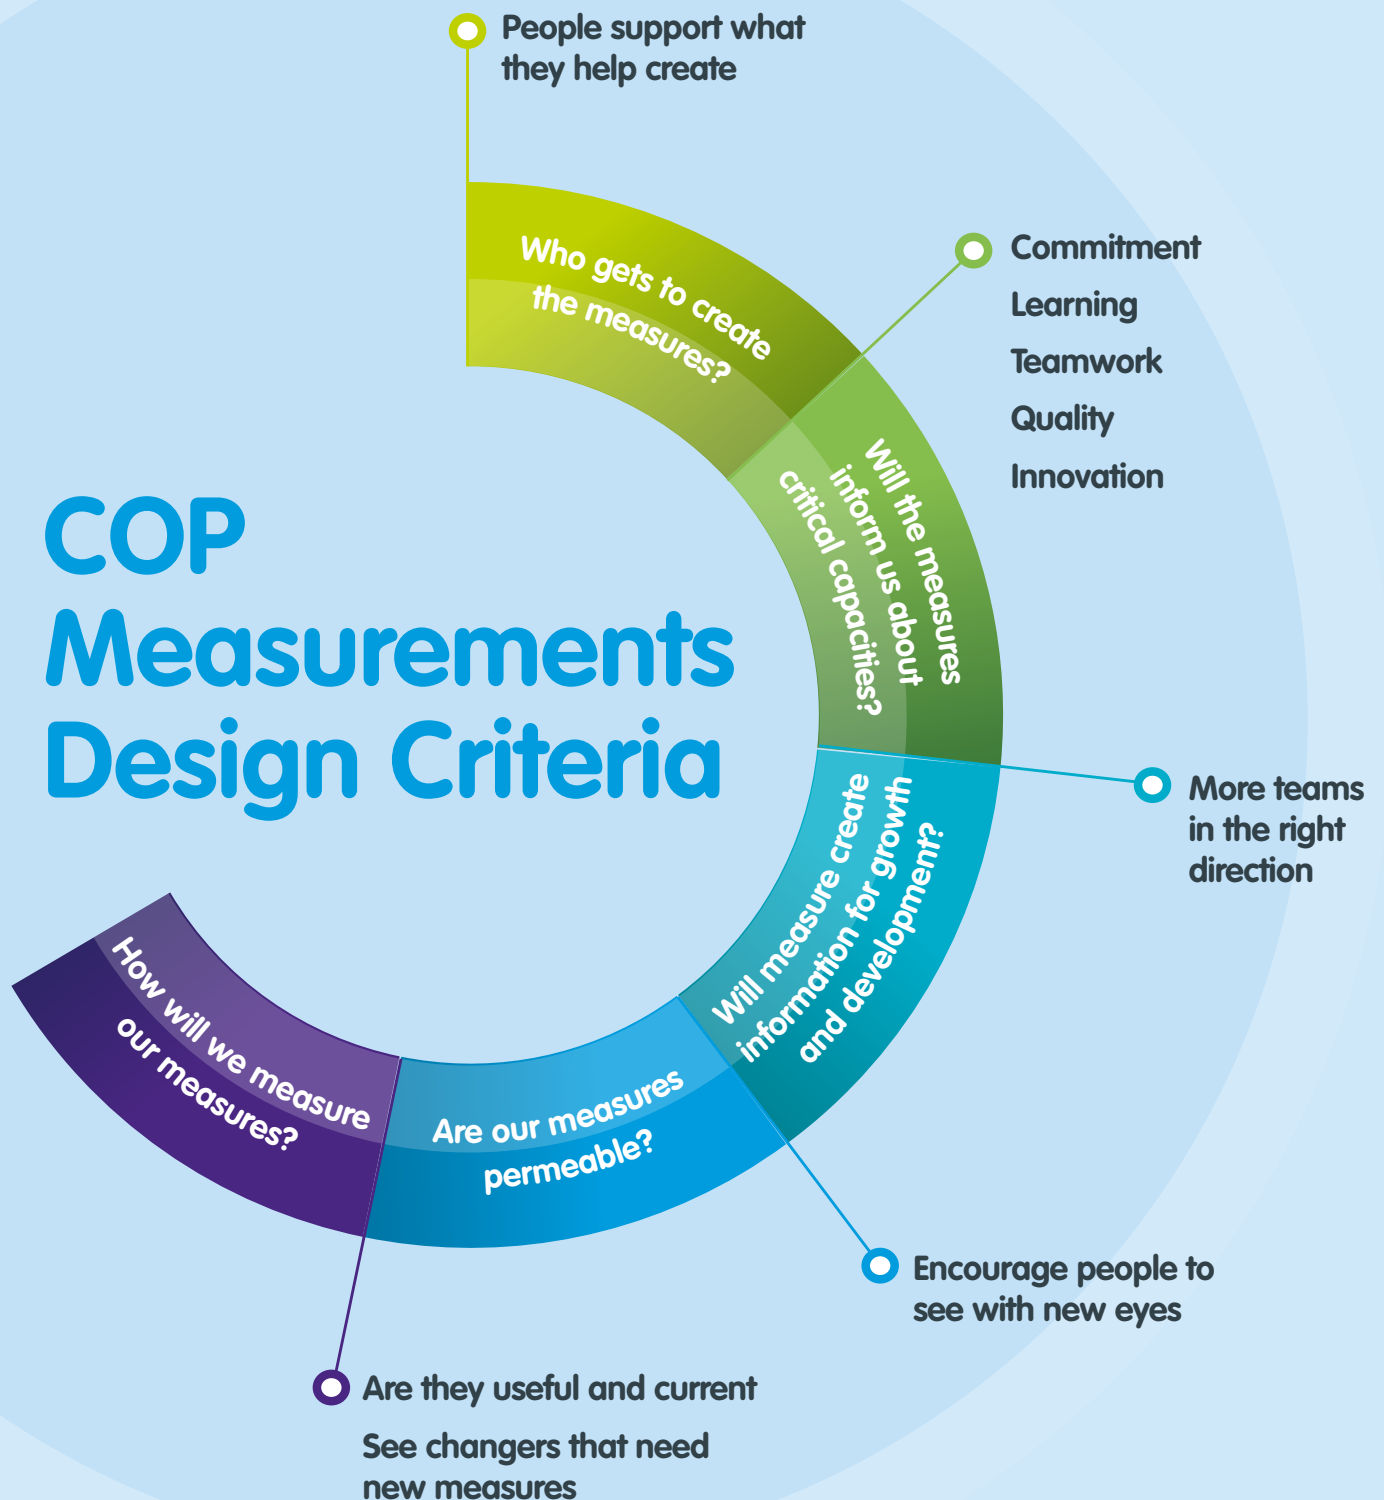 People support what
they help create
Who gets to create
the measures?
Commitment
Learning
Teamwork
Quality
Innovation
Will the measures
inform us about
critical capacities?
COP
Measurements
Design Criteria
More teams
in the right
direction
Will measure create
information for growth
and development?
Encourage people to
see with new eyes
Are our measures
permeable?
How will we measure
our measures?
Are they useful and current
See changers that need
new measures